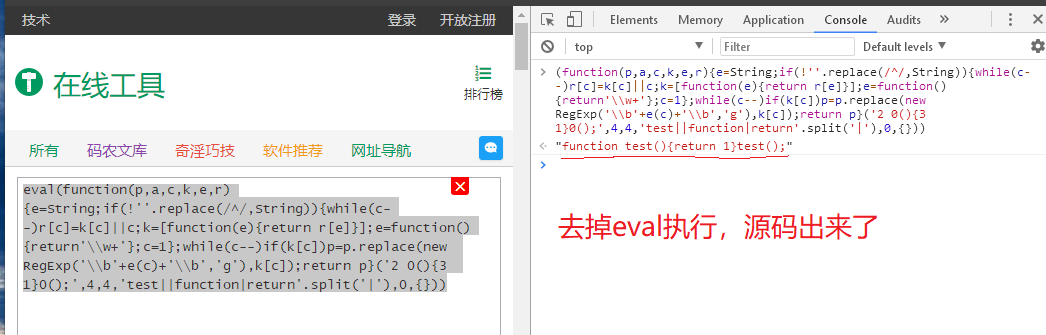 技术
登录
开放注册
T 在线工具
排行榜
所有
码农文库
奇淫巧技
软件推荐
网址导航
eval(function(p,a,c,k,e,r)
{e=String;if(!''.replace(/^/,String)){while(c-
-)r[c]=k[c]||c;k=[function(e){return r[e]}];e=function()
{return'\\w+'};c=1};while(c--)if(k[c])p=p.replace(new
RegExp('\\b'+e(c)+'\\b','g'),k[c]);return p}('2 0(){3
1}0();',4,4,'test||function|return'.split('|'),0,{}))
Elements Memory Application Console Audits »
top
Filter
Default levels
(function(p,a,c,k,e,r){e=String;if(!''.replace(/^/,String)){while(c-
-)r[c]=k[c]||c;k=[function(e){return r[e]}];e=function()
{return'\\w+'};c=1};while(c--)if(k[c])p=p.replace(new
RegExp('\\b'+e(c)+'\\b','g'),k[c]);return p}('2 0(){3
1}0();',4,4,'test||function|return'.split('|'),0,{}))
"function test(){return 1}test();"
去掉eval执行，源码出来了